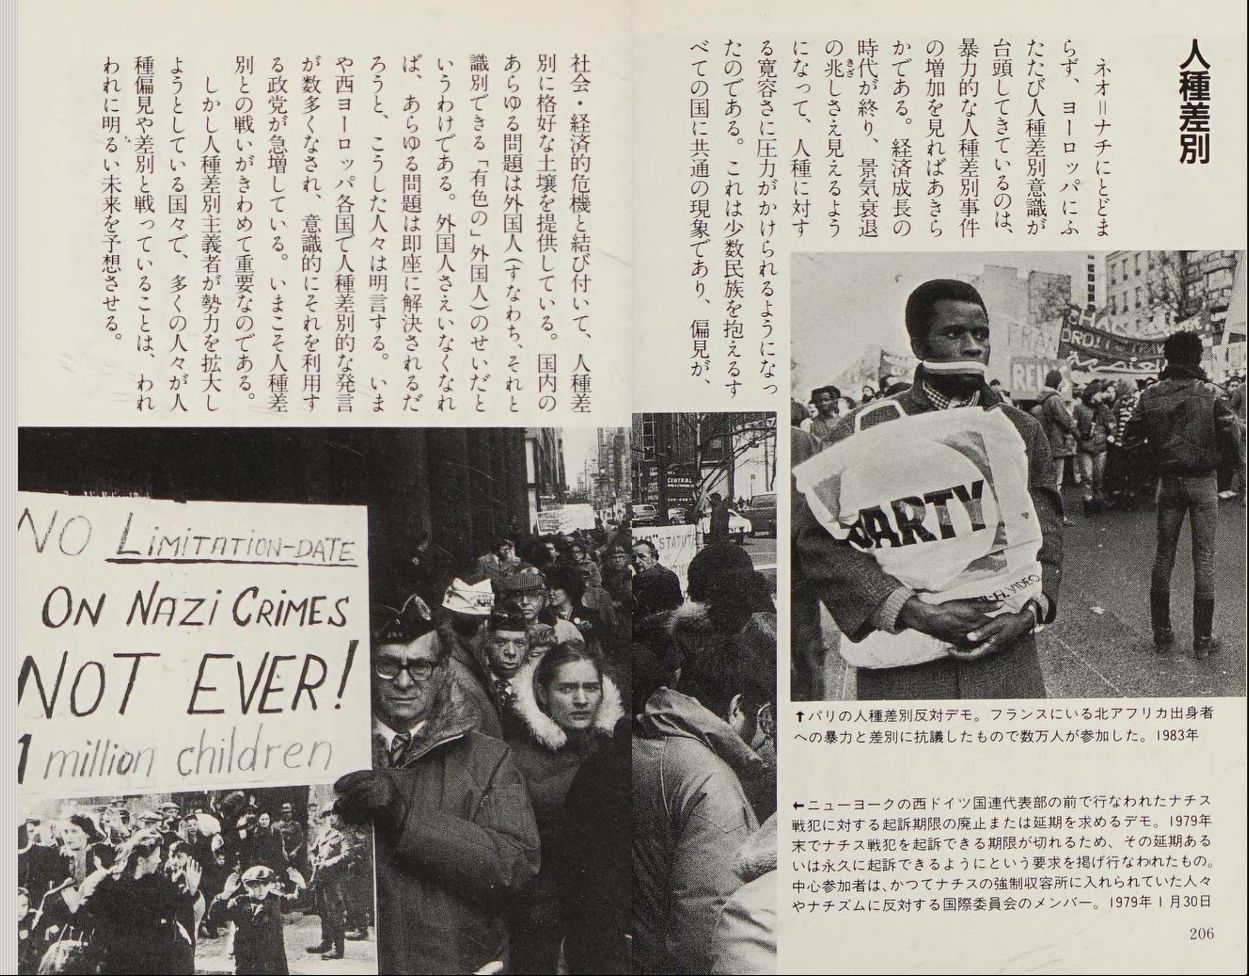 人種差別
ネオ=ナチにとどま
らず、ヨーロッパにふ
たたび人種差別意識が
台頭してきているのは、
暴力的な人種差別事件
の増加を見ればあきら
かである。経済成長の
時代が終り、景気衰退
の兆しさえ見えるよう
きざ
になって、人種に対す
る寛容さに圧力がかけられるようになっ
たのである。これは少数民族を抱えるす
べての国に共通の現象であり、偏見が、
社会・経済的危機と結び付いて、人種差
別に格好な土壌を提供している。国内の
あらゆる問題は外国人(すなわち、それと
識別できる「有色の」外国人)のせいだと
いうわけである。外国人さえいなくなれ
ば、あらゆる問題は即座に解決されるだ
ろうと、こうした人々は明言する。いま
や西ヨーロッパ各国で人種差別的な発言
が数多くなされ、意識的にそれを利用す
る政党が急増している。いまこそ人種差
別との戦いがきわめて重要なのである。
しかし人種差別主義者が勢力を拡大し
ようとしている国々で、多くの人々が人
種偏見や差別と戦っていることは、われ
われに明るい未来を予想させる。
DROIT
PARTY
VIDEO
↑パリの人種差別反対デモ。フランスにいる北アフリカ出身者
への暴力と差別に抗議したもので数万人が参加した。1983年
←ニューヨークの西ドイツ国連代表部の前で行なわれたナチス
戦犯に対する起訴期限の廃止または延期を求めるデモ。1979年
末でナチス戦犯を起訴できる期限が切れるため、その延期ある
いは永久に起訴できるようにという要求を掲げ行なわれたもの。
中心参加者は、かつてナチスの強制収容所に入れられていた人々
やナチズムに反対する国際委員会のメンバー。1979年1月30日
206
CENTRAL
NO LIMITATION-DATE
ON NAZI CRIMES
NOT EVER!
1 million children